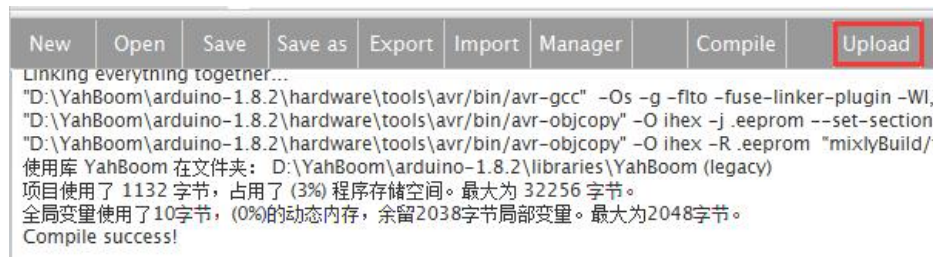 New Open Save Save as Export Import Manager Compile Upload
Linking everything together...
"D:\YahBoom\arduino-1.8.2\hardware\tools\avr/bin/avr-gcc" -Os -g -flto -fuse-linker-plugin -Wl,
"D:\YahBoom\arduino-1.8.2\hardware\tools\avr/bin/avr-objcopy" -O ihex -j .eeprom --set-section
"D:\YahBoom\arduino-1.8.2\hardware\tools\avr/bin/avr-objcopy" -O ihex -R .eeprom "mixlyBuild/
使用库 YahBoom 在文件夹： D:\YahBoom\arduino-1.8.2\libraries\YahBoom (legacy)
项目使用了 1132 字节，占用了 (3%) 程序存储空间。最大为 32256 字节。
全局变量使用了10字节，(0%)的动态内存，余留2038字节局部变量。最大为2048字节。
Compile success!